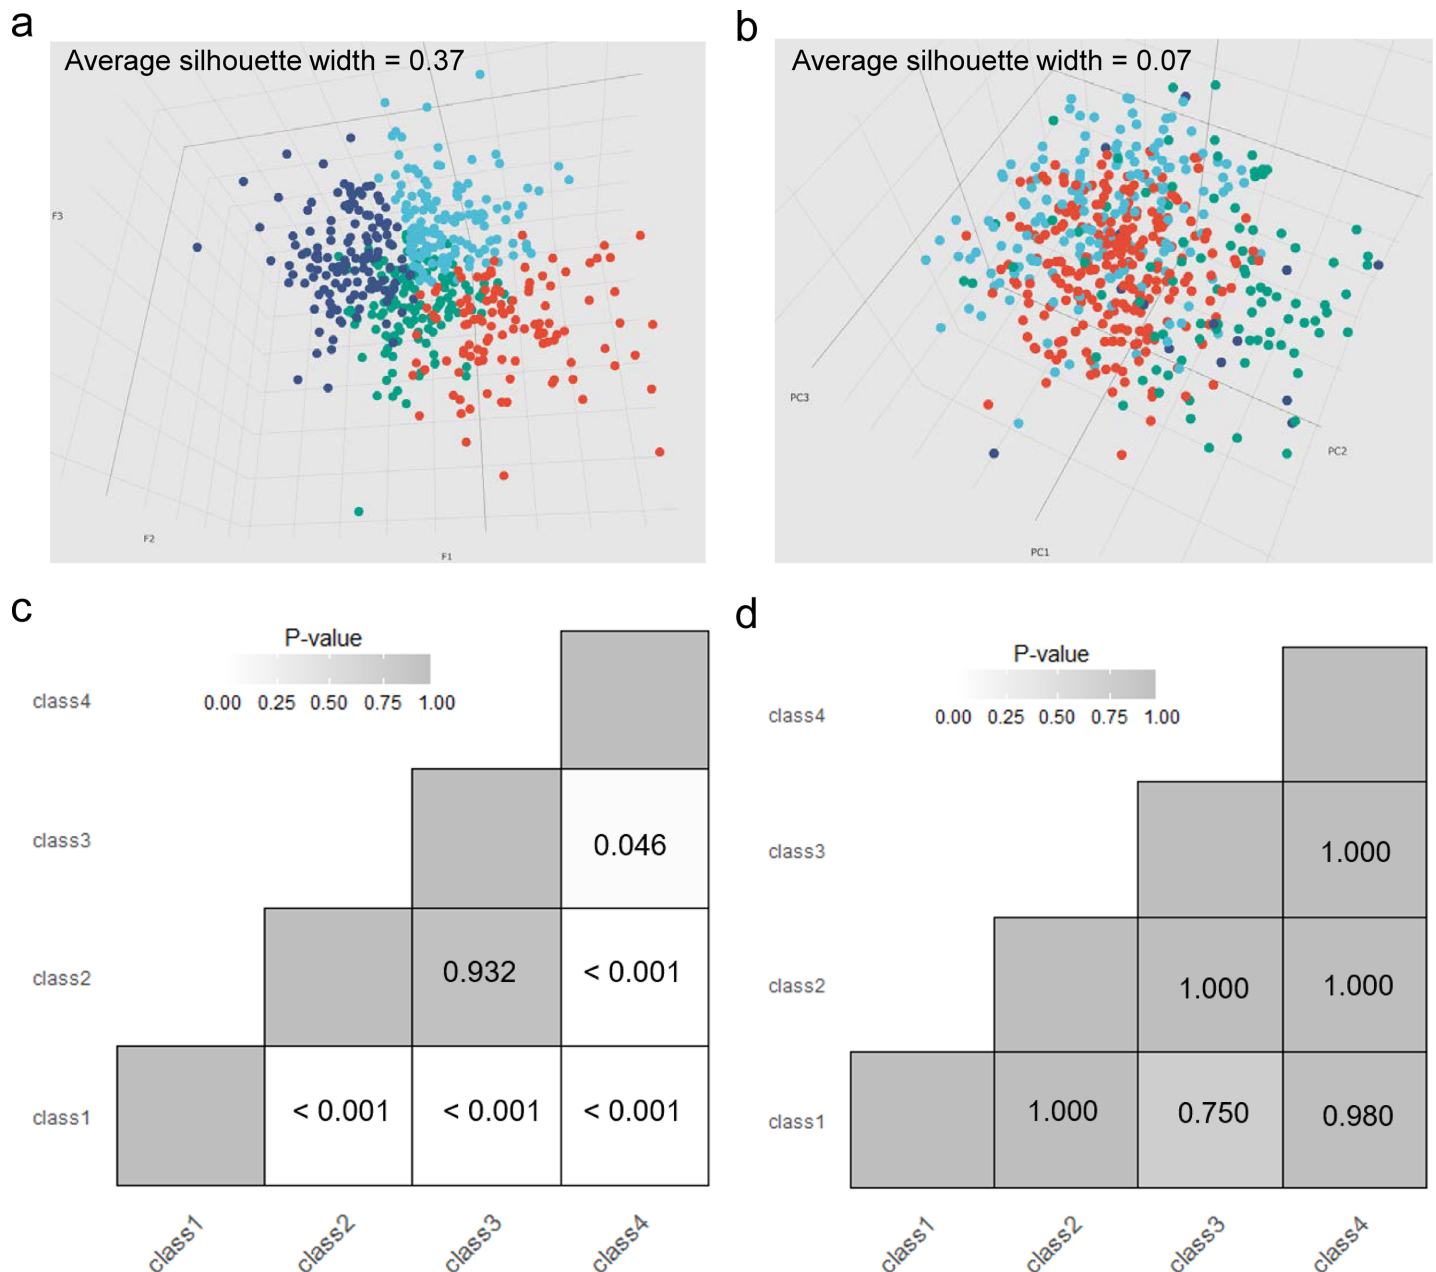 a
Average silhouette width = 0.37
F3
F2
F1
b
Average silhouette width = 0.07
PC3
PC2
PC1
c
P-value
0.00 0.25 0.50 0.75 1.00
class4
class3
0.046
class2
0.932 < 0.001
class1
< 0.001 < 0.001 < 0.001
class1 class2 class3 class4
d
P-value
0.00 0.25 0.50 0.75 1.00
class4
class3
1.000
class2
1.000 1.000
class1
1.000 0.750 0.980
class1 class2 class3 class4